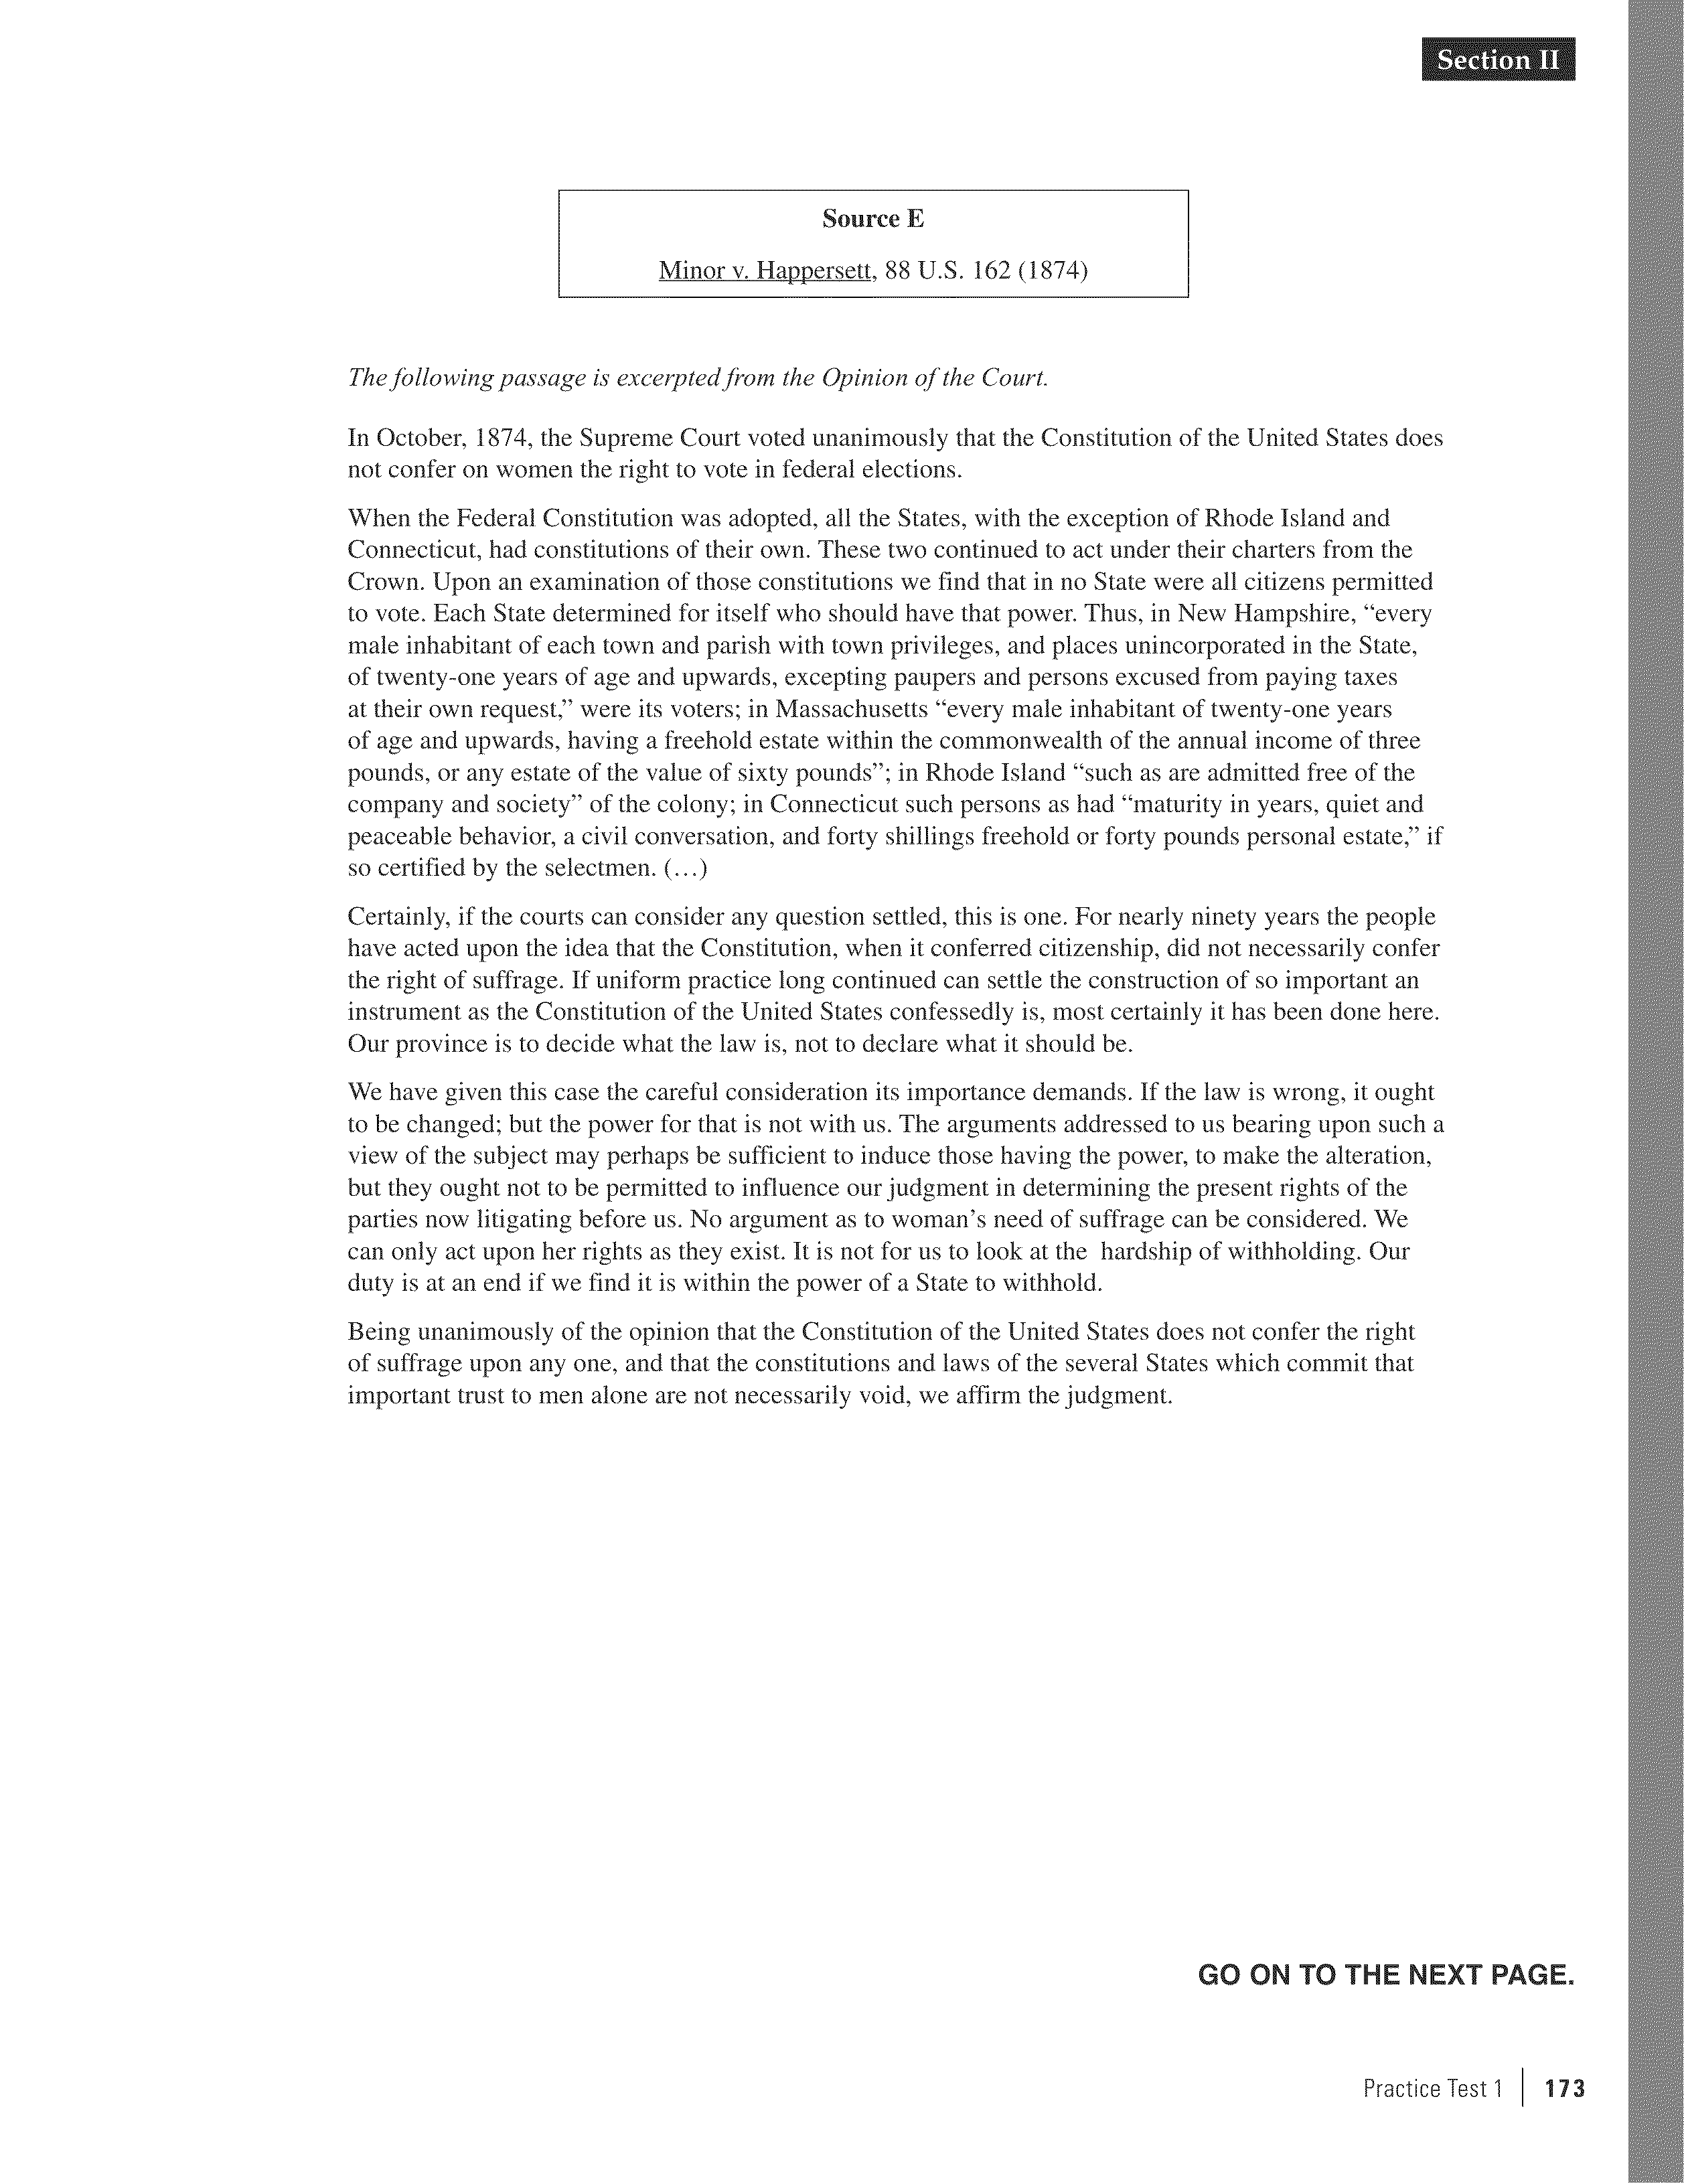 Section II
Source E
Minor v. Happersett, 88 U.S. 162 (1874)
The following passage is excerpted from the Opinion of the Court.
In October, 1874, the Supreme Court voted unanimously that the Constitution of the United States does
not confer on women the right to vote in federal elections.
When the Federal Constitution was adopted, all the States, with the exception of Rhode Island and
Connecticut, had constitutions of their own. These two continued to act under their charters from the
Crown. Upon an examination of those constitutions we find that in no State were all citizens permitted
to vote. Each State determined for itself who should have that power. Thus, in New Hampshire, “every
male inhabitant of each town and parish with town privileges, and places unincorporated in the State,
of twenty-one years of age and upwards, excepting paupers and persons excused from paying taxes
at their own request,” were its voters; in Massachusetts “every male inhabitant of twenty-one years
of age and upwards, having a freehold estate within the commonwealth of the annual income of three
pounds, or any estate of the value of sixty pounds”; in Rhode Island “such as are admitted free of the
company and society” of the colony; in Connecticut such persons as had “maturity in years, quiet and
peaceable behavior, a civil conversation, and forty shillings freehold or forty pounds personal estate,” if
so certified by the selectmen. (…)
Certainly, if the courts can consider any question settled, this is one. For nearly ninety years the people
have acted upon the idea that the Constitution, when it conferred citizenship, did not necessarily confer
the right of suffrage. If uniform practice long continued can settle the construction of so important an
instrument as the Constitution of the United States confessedly is, most certainly it has been done here.
Our province is to decide what the law is, not to declare what it should be.
We have given this case the careful consideration its importance demands. If the law is wrong, it ought
to be changed; but the power for that is not with us. The arguments addressed to us bearing upon such a
view of the subject may perhaps be sufficient to induce those having the power, to make the alteration,
but they ought not to be permitted to influence our judgment in determining the present rights of the
parties now litigating before us. No argument as to woman’s need of suffrage can be considered. We
can only act upon her rights as they exist. It is not for us to look at the hardship of withholding. Our
duty is at an end if we find it is within the power of a State to withhold.
Being unanimously of the opinion that the Constitution of the United States does not confer the right
of suffrage upon any one, and that the constitutions and laws of the several States which commit that
important trust to men alone are not necessarily void, we affirm the judgment.
GO ON TO THE NEXT PAGE.
Practice Test 1 | 173